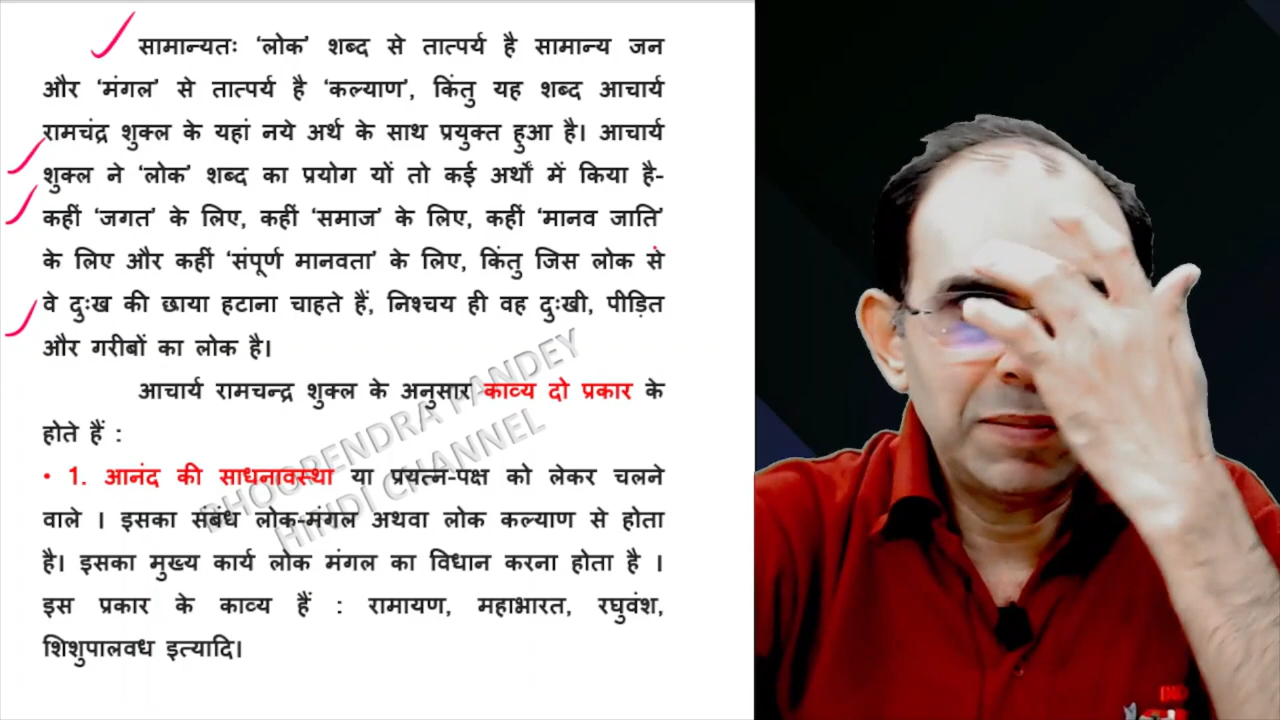 सामान्यतः ‘लोक’ शब्द से तात्पर्य है सामान्य जन
और ‘मंगल’ से तात्पर्य है ‘कल्याण’, किंतु यह शब्द आचार्य
रामचंद्र शुक्ल के यहां नये अर्थ के साथ प्रयुक्त हुआ है। आचार्य
शुक्ल ने ‘लोक’ शब्द का प्रयोग यों तो कई अर्थों में किया है-
कहीं ‘जगत’ के लिए, कहीं ‘समाज’ के लिए, कहीं ‘मानव जाति’
के लिए और कहीं ‘संपूर्ण मानवता’ के लिए, किंतु जिस लोक से
वे दुःख की छाया हटाना चाहते हैं, निश्चय ही वह दुःखी, पीड़ित
और गरीबों का लोक है।
आचार्य रामचन्द्र शुक्ल के अनुसार काव्य दो प्रकार के
होते हैं :
• 1. आनंद की साधनावस्था या प्रयत्न-पक्ष को लेकर चलने
वाले । इसका संबंध लोक-मंगल अथवा लोक कल्याण से होता
है। इसका मुख्य कार्य लोक मंगल का विधान करना होता है ।
इस प्रकार के काव्य हैं : रामायण, महाभारत, रघुवंश,
शिशुपालवध इत्यादि।
BHOOPENDRA PANDEY
HINDI CHANNEL